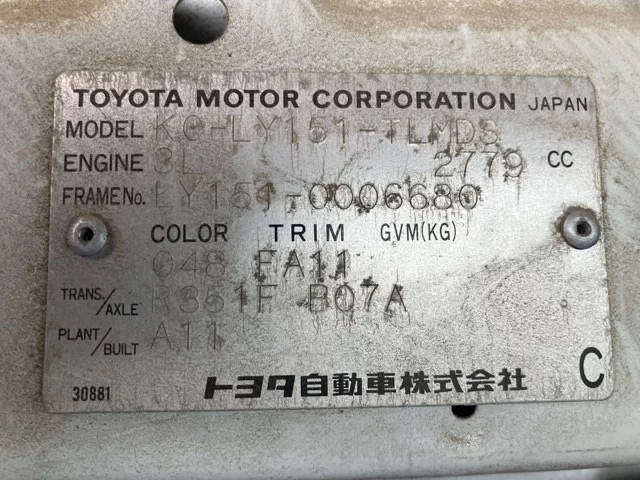 TOYOTA MOTOR CORPORATION JAPAN
MODEL KC-LY151-TLMDS
ENGINE 3L 2779 CC
FRAME No. LY151-0006680
COLOR TRIM GVM(KG)
048 FA11
TRANS./AXLE R351F B07A
PLANT/BUILT A11
30881 トヨタ自動車株式会社 C